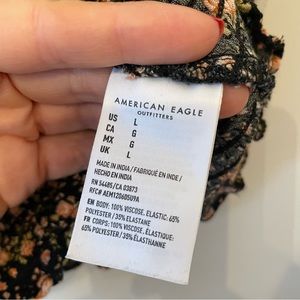 AMERICAN EAGLE
OUTFITTERS
US L
CA G
MX G
UK L
MADE IN INDIA / FABRIQUÉ EN INDE /
HECHO EN INDIA
RN 54485/CA 03873
RFC# AEM1206050U9A
EN: BODY: 100% VISCOSE, ELASTIC: 65%
POLYESTER / 35% ELASTANE
FR: CORPS: 100% VISCOSE, ÉLASTIQUE:
65% POLYESTER / 35% ÉLASTHANNE